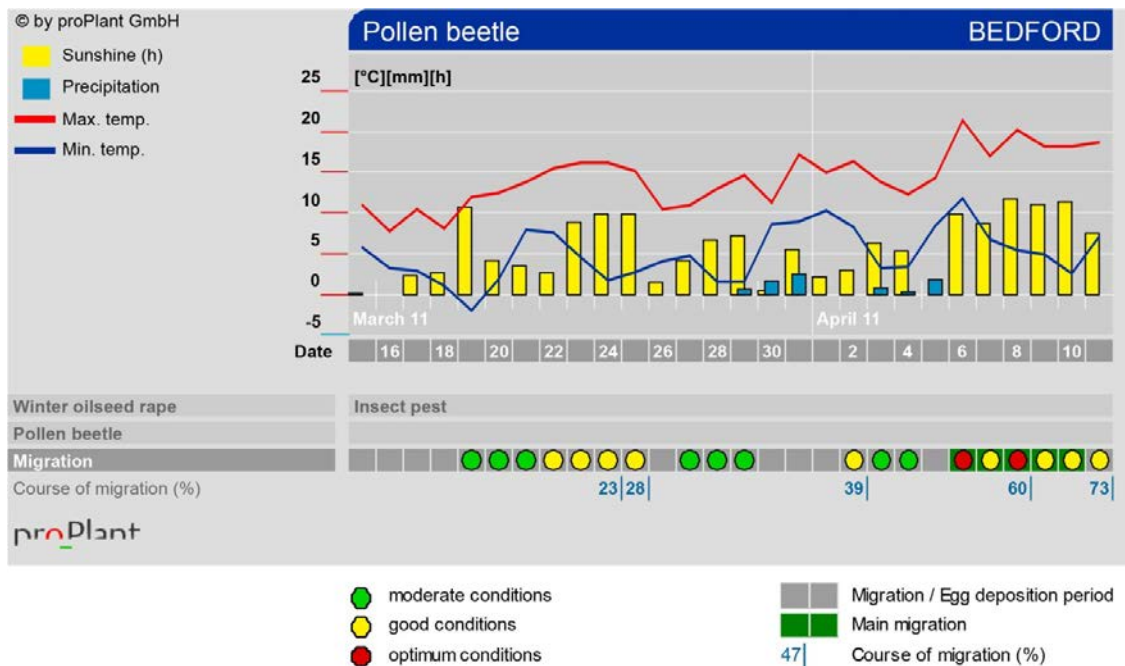 © by proPlant GmbH
Pollen beetle BEDFORD
Sunshine (h)
Precipitation
Max. temp.
Min. temp.
[°C][mm][h]
25
20
15
10
5
0
-5
March 11 April 11
Date 16 18 20 22 24 26 28 30 2 4 6 8 10
Winter oilseed rape Insect pest
Pollen beetle
Migration
Course of migration (%) 23 28 39 60 73
proPlant
moderate conditions Migration / Egg deposition period
good conditions Main migration
optimum conditions 47 Course of migration (%)